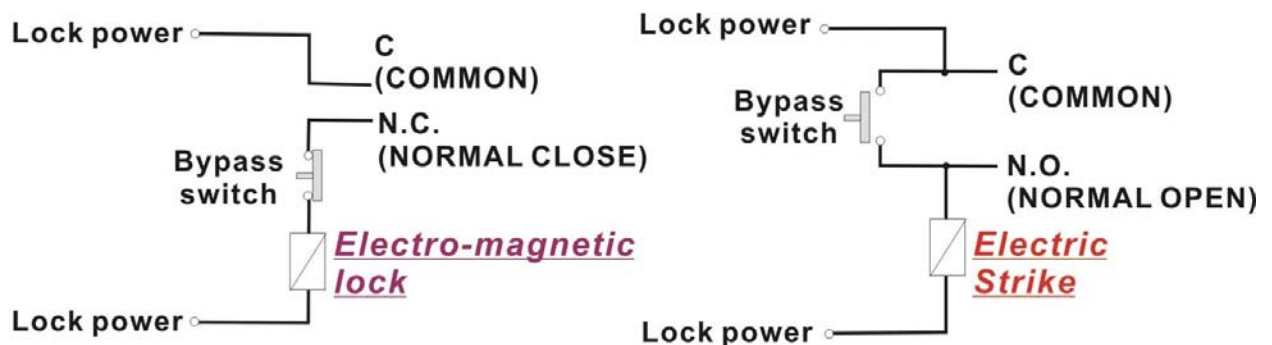 Lock power
C
(COMMON)
N.C.
(NORMAL CLOSE)
Bypass
switch
Electro-magnetic
lock
Lock power
Lock power
C
(COMMON)
Bypass
switch
N.O.
(NORMAL OPEN)
Electric
Strike
Lock power